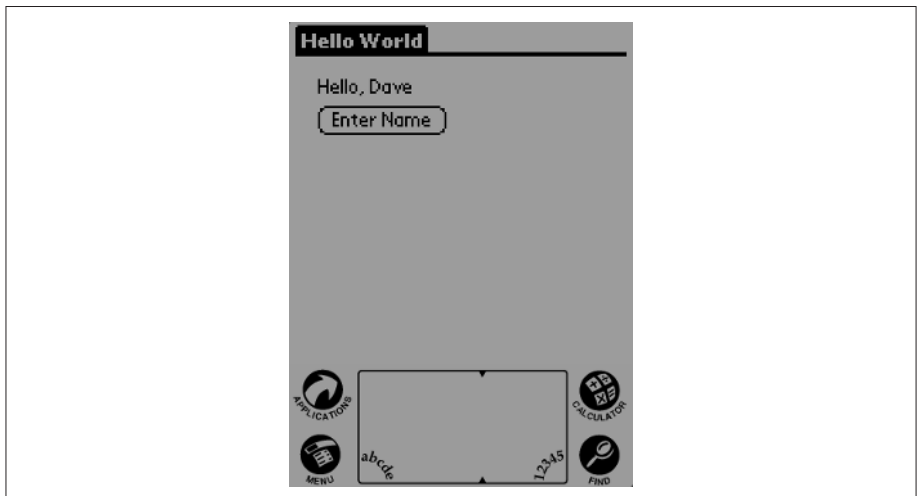 Hello World
Hello, Dave
Enter Name
APPLICATIONS
CALCULATOR
MENU
abcde
12345
FIND